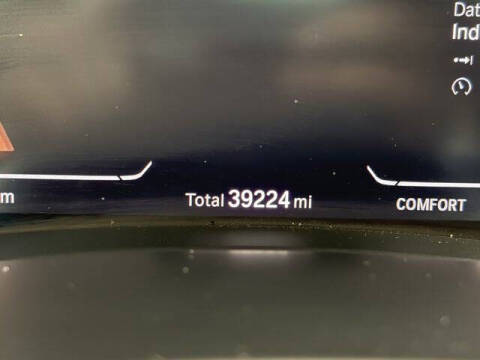 Dat
Ind
m
Total 39224 mi
COMFORT